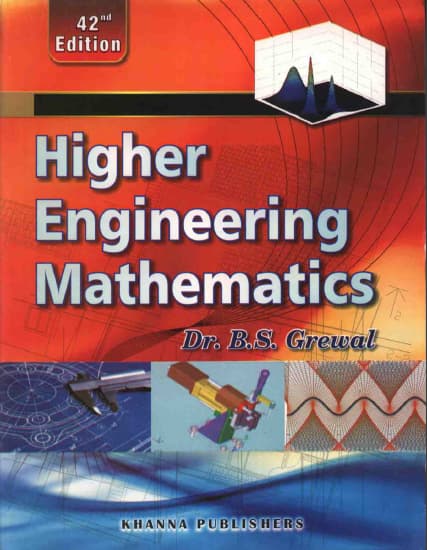 42nd
Edition
Higher
Engineering
Mathematics
Dr. B.S. Grewal
KHANNA PUBLISHERS